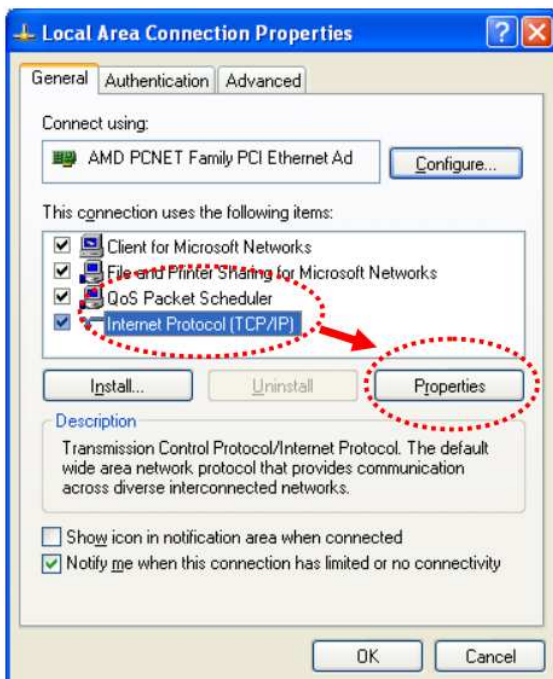 Local Area Connection Properties
General Authentication Advanced
Connect using:
AMD PCNET Family PCI Ethernet Ad Configure...
This connection uses the following items:
Client for Microsoft Networks
File and Printer Sharing for Microsoft Networks
QoS Packet Scheduler
Internet Protocol (TCP/IP)
Install... Uninstall Properties
Description
Transmission Control Protocol/Internet Protocol. The default
wide area network protocol that provides communication
across diverse interconnected networks.
Show icon in notification area when connected
Notify me when this connection has limited or no connectivity
OK Cancel